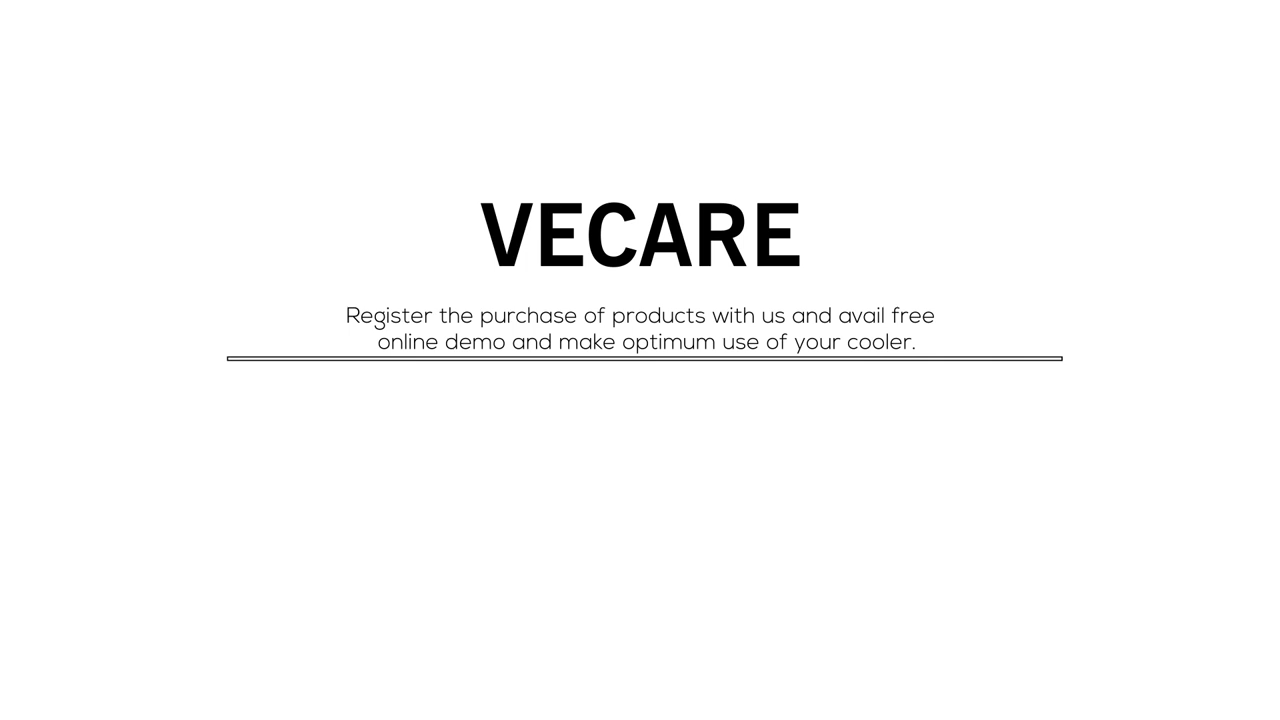 VECARE
Register the purchase of products with us and avail free
online demo and make optimum use of your cooler.